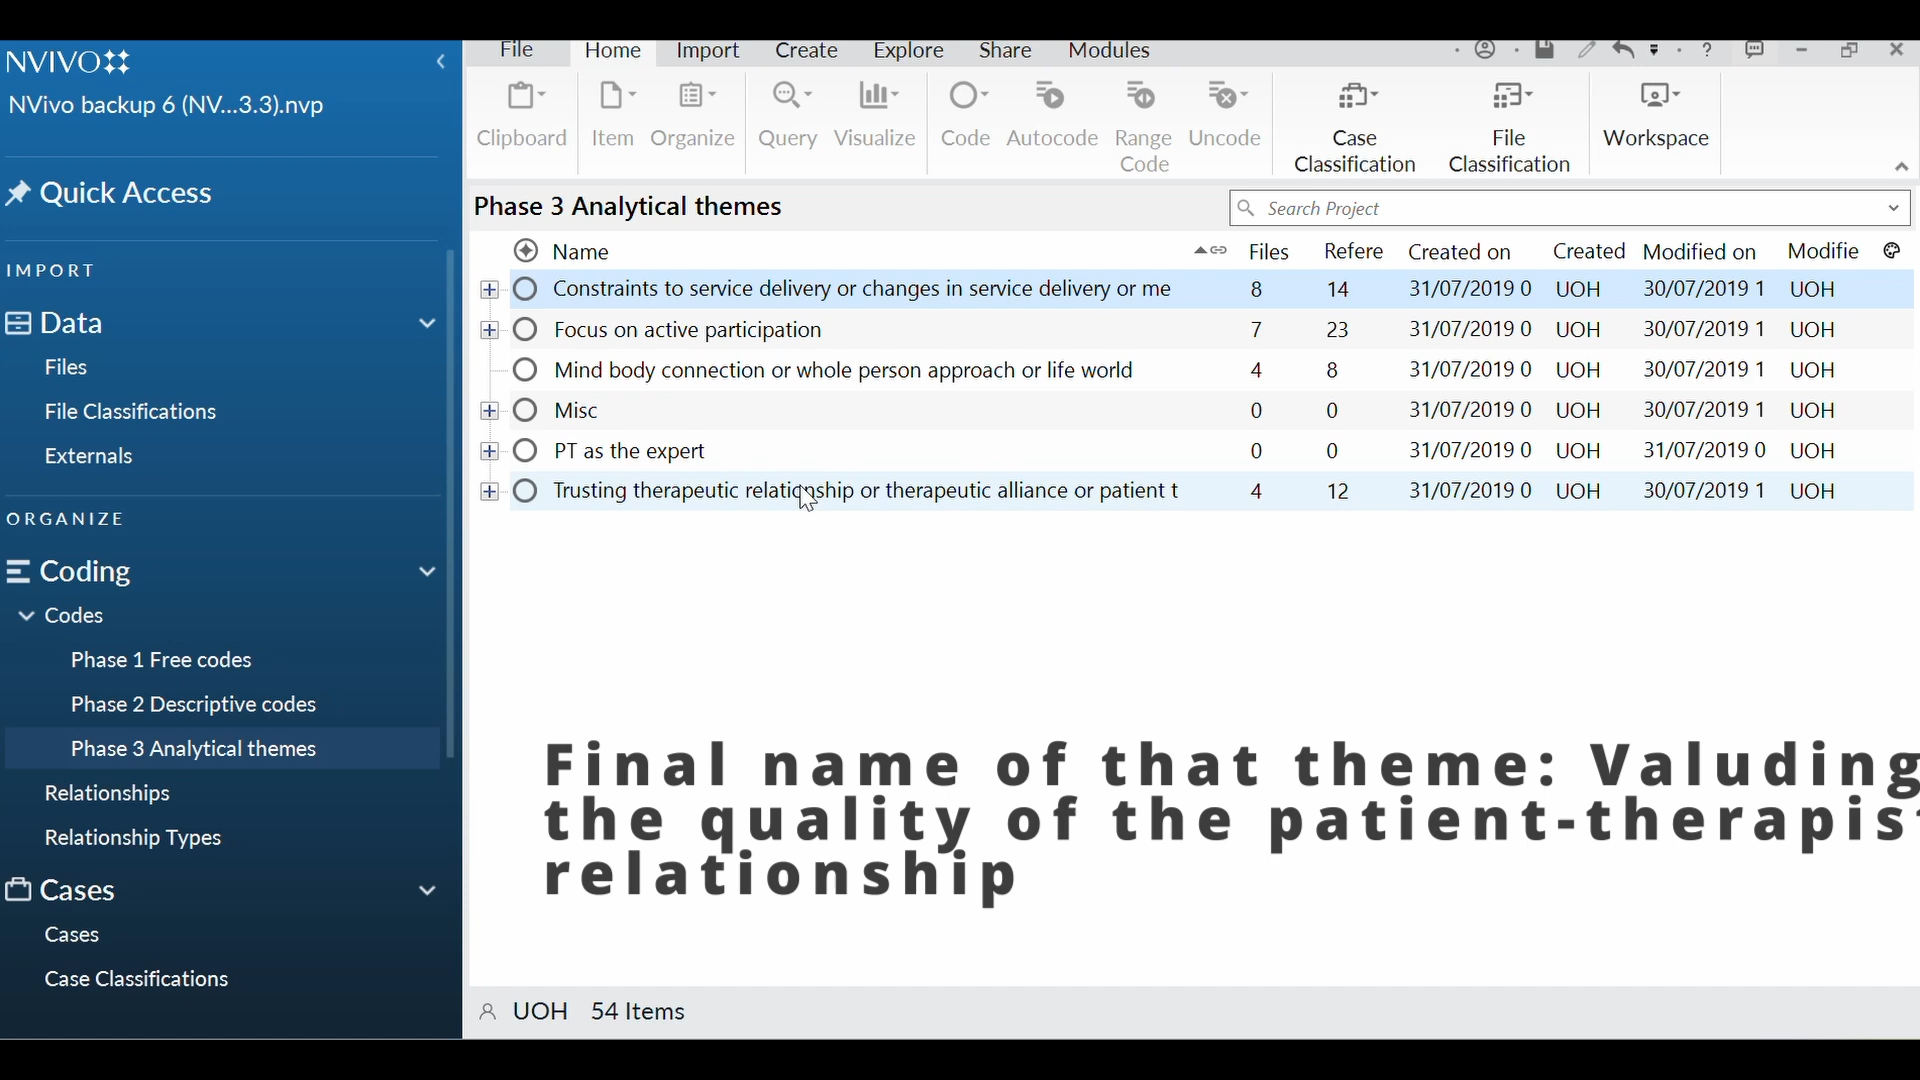 NVIVO
NVivo backup 6 (NV...3.3).nvp
Quick Access
IMPORT
Data
Files
File Classifications
Externals
ORGANIZE
Coding
Codes
Phase 1 Free codes
Phase 2 Descriptive codes
Phase 3 Analytical themes
Relationships
Relationship Types
Cases
Cases
Case Classifications
File Home Import Create Explore Share Modules
Clipboard Item Organize Query Visualize Code Autocode Range Code Uncode Case Classification File Classification Workspace
Phase 3 Analytical themes
Search Project
Name Files Refere Created on Created Modified on Modifie
Constraints to service delivery or changes in service delivery or me 8 14 31/07/2019 0 UOH 30/07/2019 1 UOH
Focus on active participation 7 23 31/07/2019 0 UOH 30/07/2019 1 UOH
Mind body connection or whole person approach or life world 4 8 31/07/2019 0 UOH 30/07/2019 1 UOH
Misc 0 0 31/07/2019 0 UOH 30/07/2019 1 UOH
PT as the expert 0 0 31/07/2019 0 UOH 31/07/2019 0 UOH
Trusting therapeutic relationship or therapeutic alliance or patient t 4 12 31/07/2019 0 UOH 30/07/2019 1 UOH
Final name of that theme: Valuding
the quality of the patient-therapist
relationship
UOH 54 Items